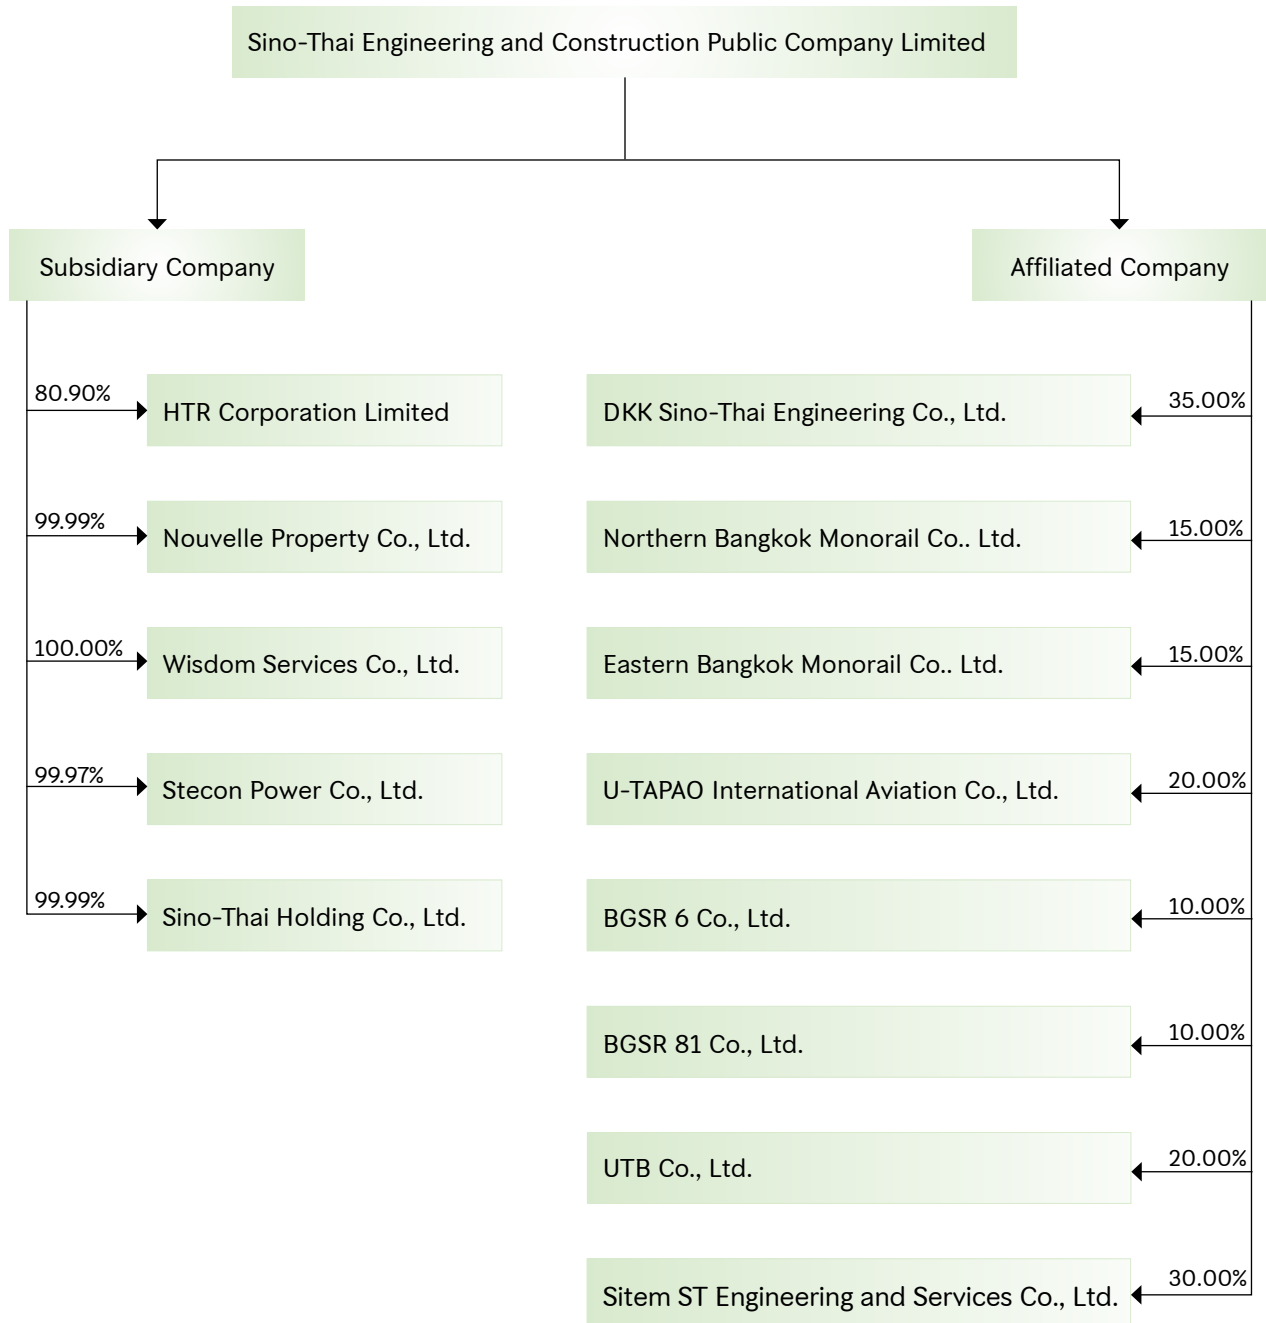 Sino-Thai Engineering and Construction Public Company Limited
Subsidiary Company
Affiliated Company
80.90%
HTR Corporation Limited
99.99%
Nouvelle Property Co., Ltd.
100.00%
Wisdom Services Co., Ltd.
99.97%
Stecon Power Co., Ltd.
99.99%
Sino-Thai Holding Co., Ltd.
DKK Sino-Thai Engineering Co., Ltd.
35.00%
Northern Bangkok Monorail Co.. Ltd.
15.00%
Eastern Bangkok Monorail Co.. Ltd.
15.00%
U-TAPAO International Aviation Co., Ltd.
20.00%
BGSR 6 Co., Ltd.
10.00%
BGSR 81 Co., Ltd.
10.00%
UTB Co., Ltd.
20.00%
Sitem ST Engineering and Services Co., Ltd.
30.00%